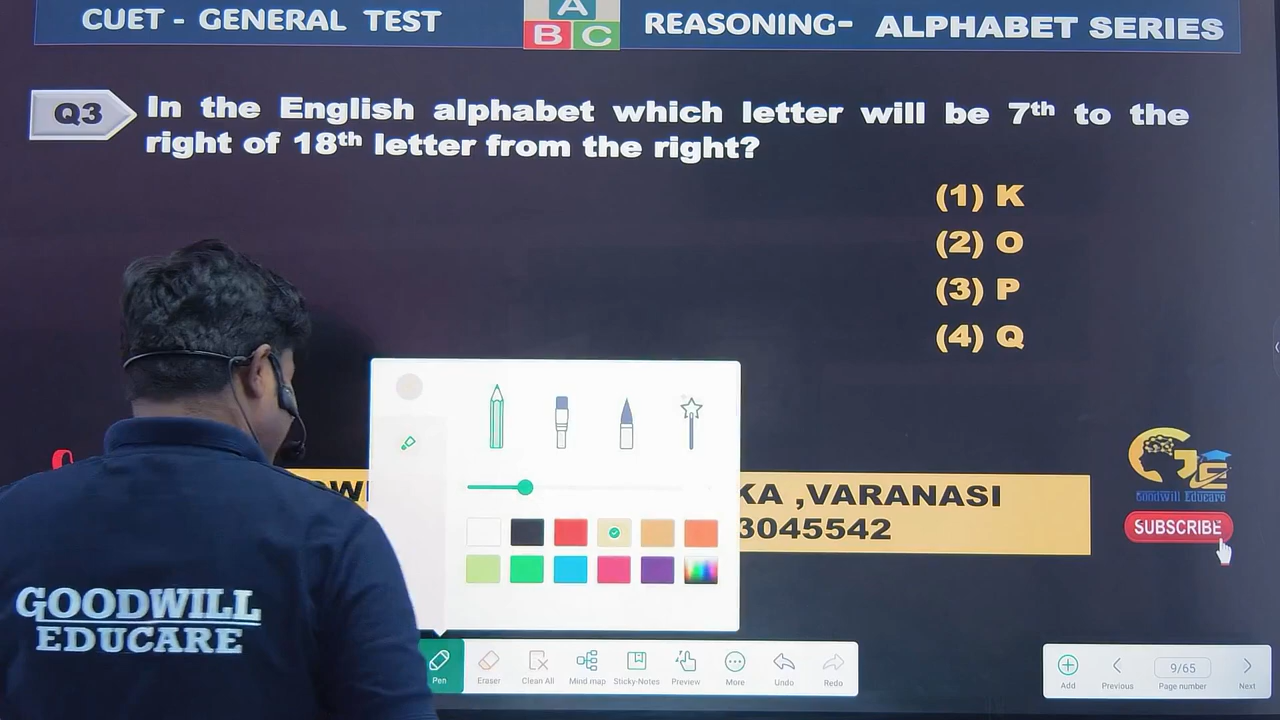 CUET - GENERAL TEST
A
B C
REASONING- ALPHABET SERIES
Q3
In the English alphabet which letter will be 7th to the
right of 18th letter from the right?
(1) K
(2) O
(3) P
(4) Q
KA ,VARANASI
3045542
GE
GoodWill Educare
SUBSCRIBE
GOODWILL
EDUCARE
Pen
Eraser
Clean All
Mind map
Sticky-Notes
Preview
More
Undo
Redo
Add
Previous
9/65
Page number
Next